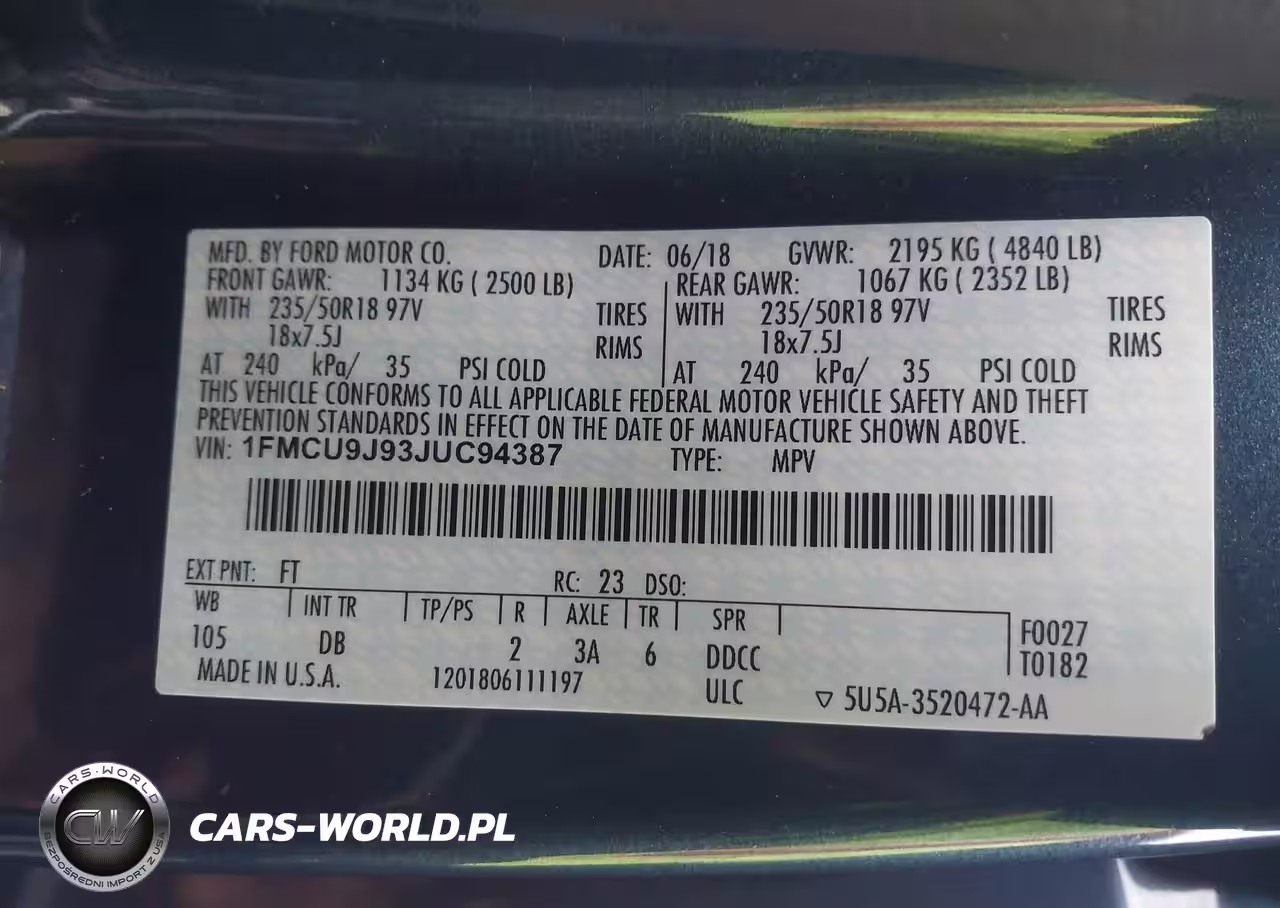 MFD. BY FORD MOTOR CO. DATE: 06/18 GVWR: 2195 KG ( 4840 LB)
FRONT GAWR: 1134 KG ( 2500 LB) REAR GAWR: 1067 KG ( 2352 LB)
WITH 235/50R18 97V TIRES WITH 235/50R18 97V TIRES
18x7.5J RIMS 18x7.5J RIMS
AT 240 kPa/ 35 PSI COLD AT 240 kPa/ 35 PSI COLD
THIS VEHICLE CONFORMS TO ALL APPLICABLE FEDERAL MOTOR VEHICLE SAFETY AND THEFT
PREVENTION STANDARDS IN EFFECT ON THE DATE OF MANUFACTURE SHOWN ABOVE.
VIN: 1FMCU9J93JUC94387 TYPE: MPV
EXT PNT: FT RC: 23 DSO:
WB INT TR TP/PS R AXLE TR SPR
105 DB 2 3A 6 DDCC F0027
T0182
MADE IN U.S.A. 1201806111197 ULC ▽ 5U5A-3520472-AA
CARS-WORLD
CW
BEZPOŚREDNI IMPORT Z USA
CARS-WORLD.PL